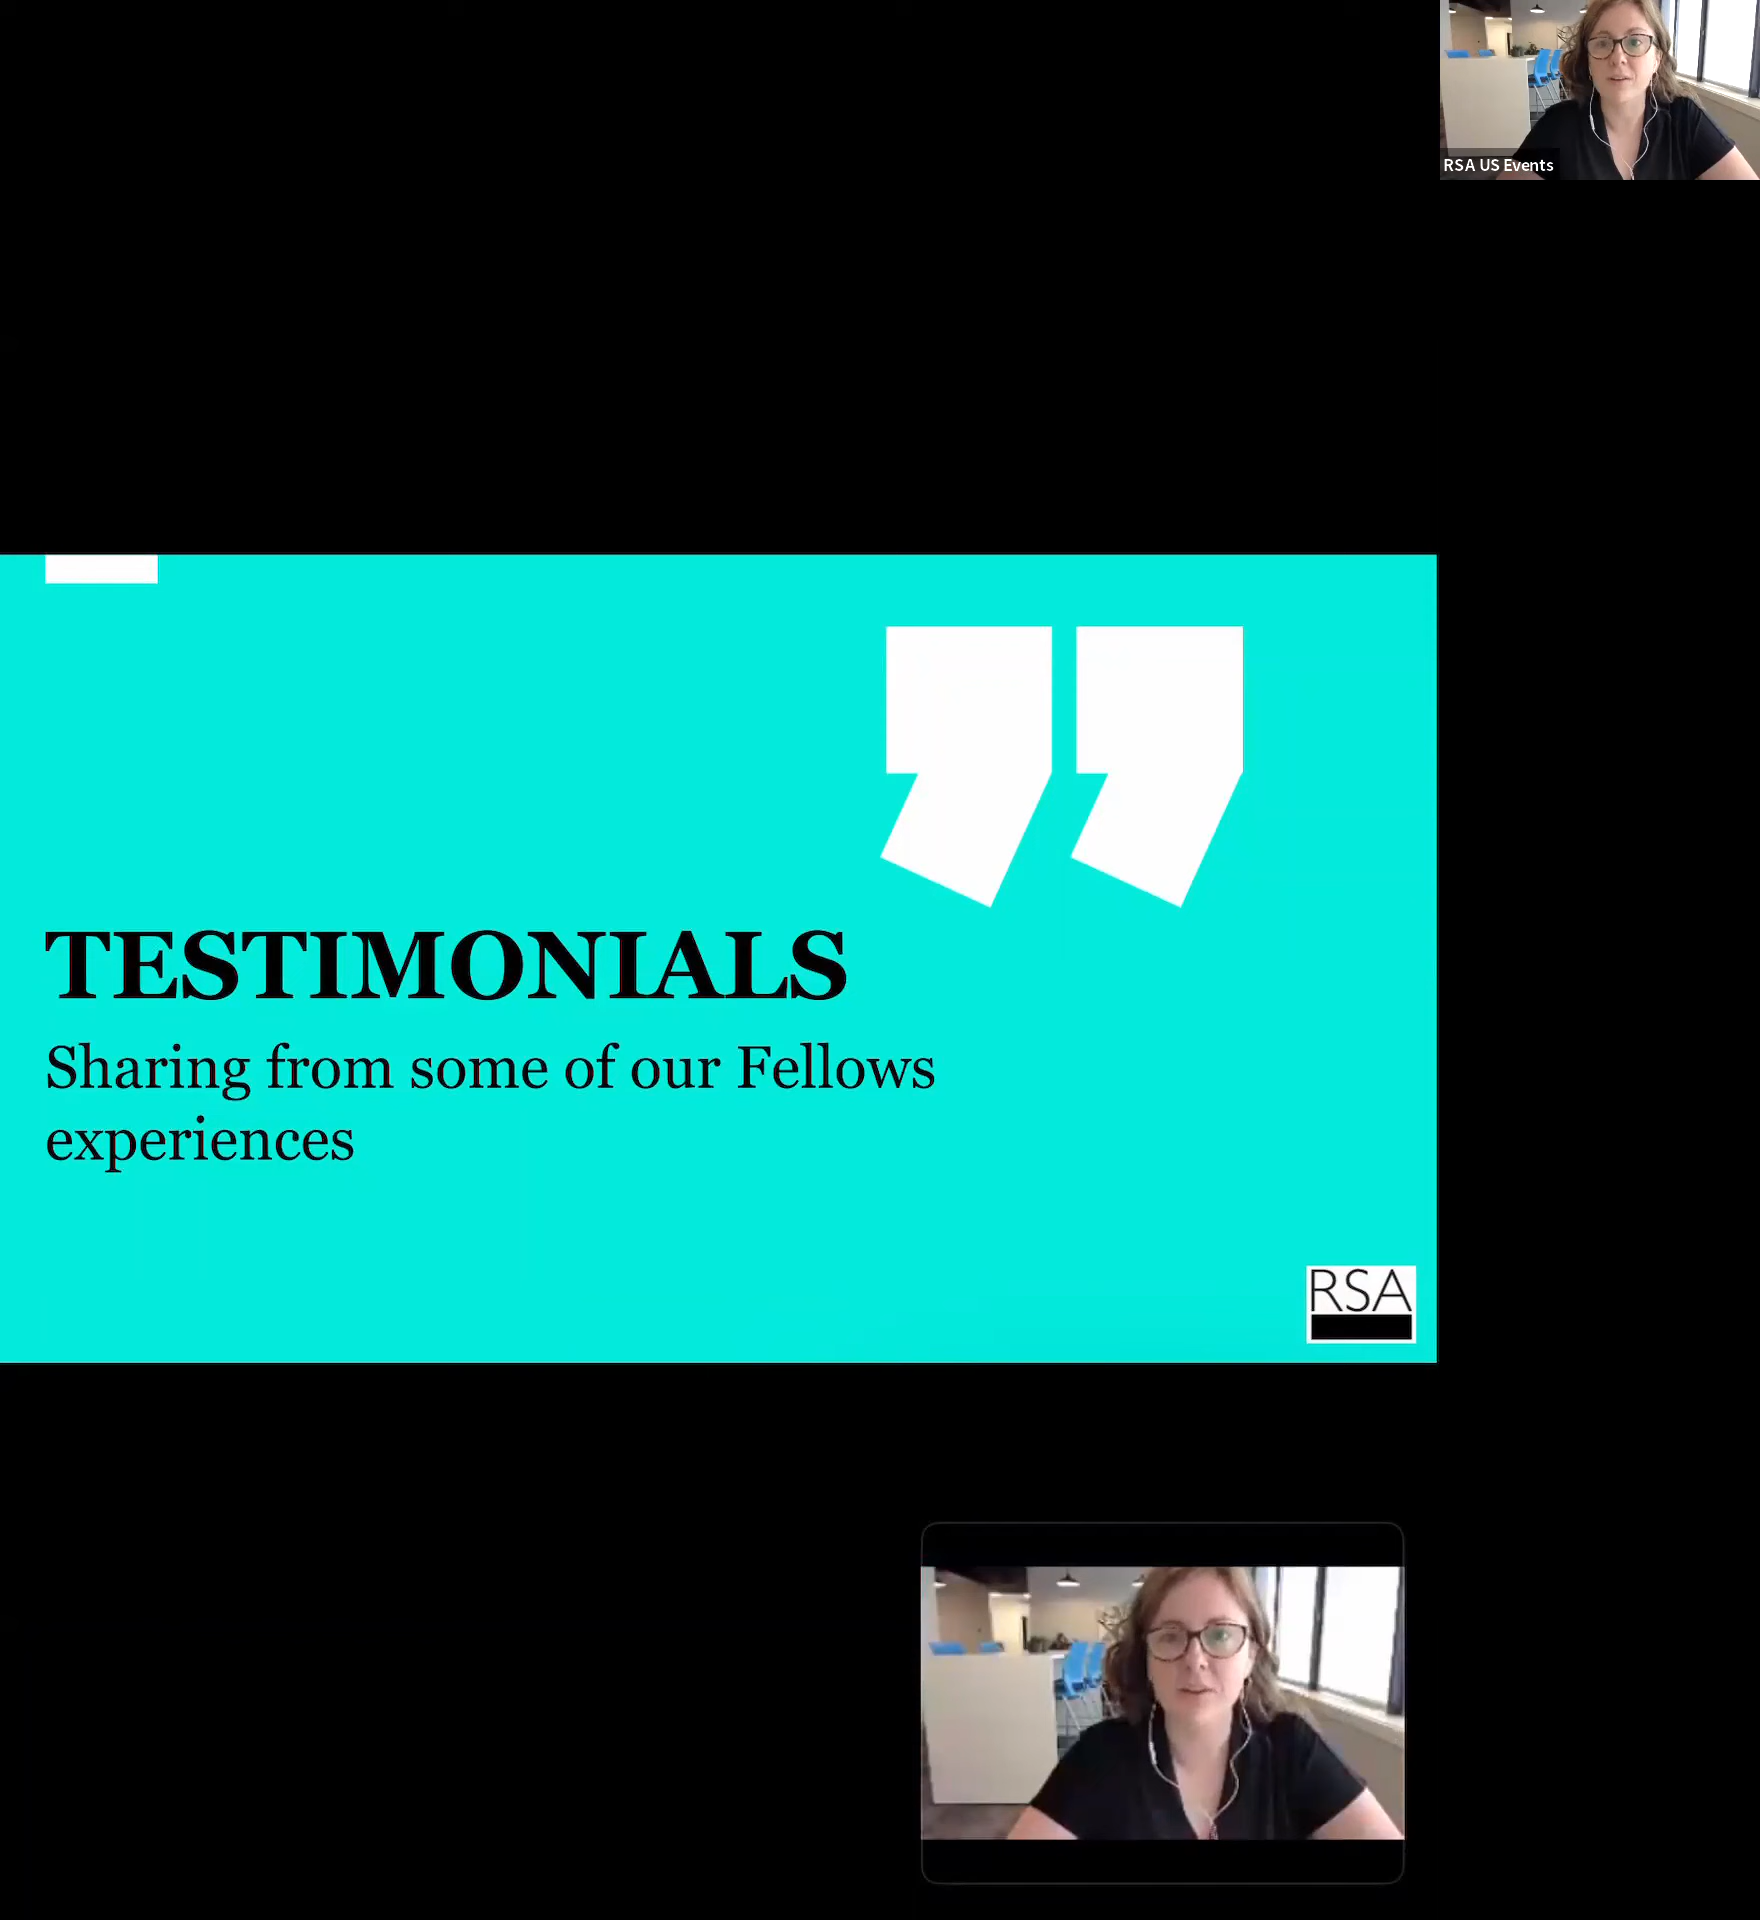 RSA US Events
TESTIMONIALS
Sharing from some of our Fellows
experiences
RSA